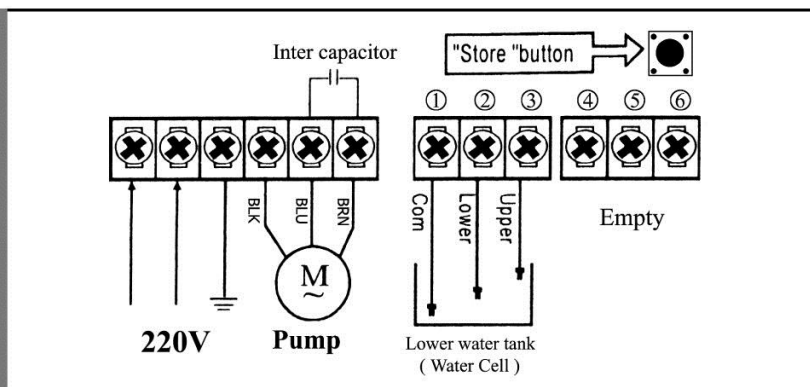 Inter capacitor
"Store "button
① ② ③ ④ ⑤ ⑥
BLK BLU BRN
Com Lower Upper
Empty
M
~
220V
Pump
Lower water tank
( Water Cell )